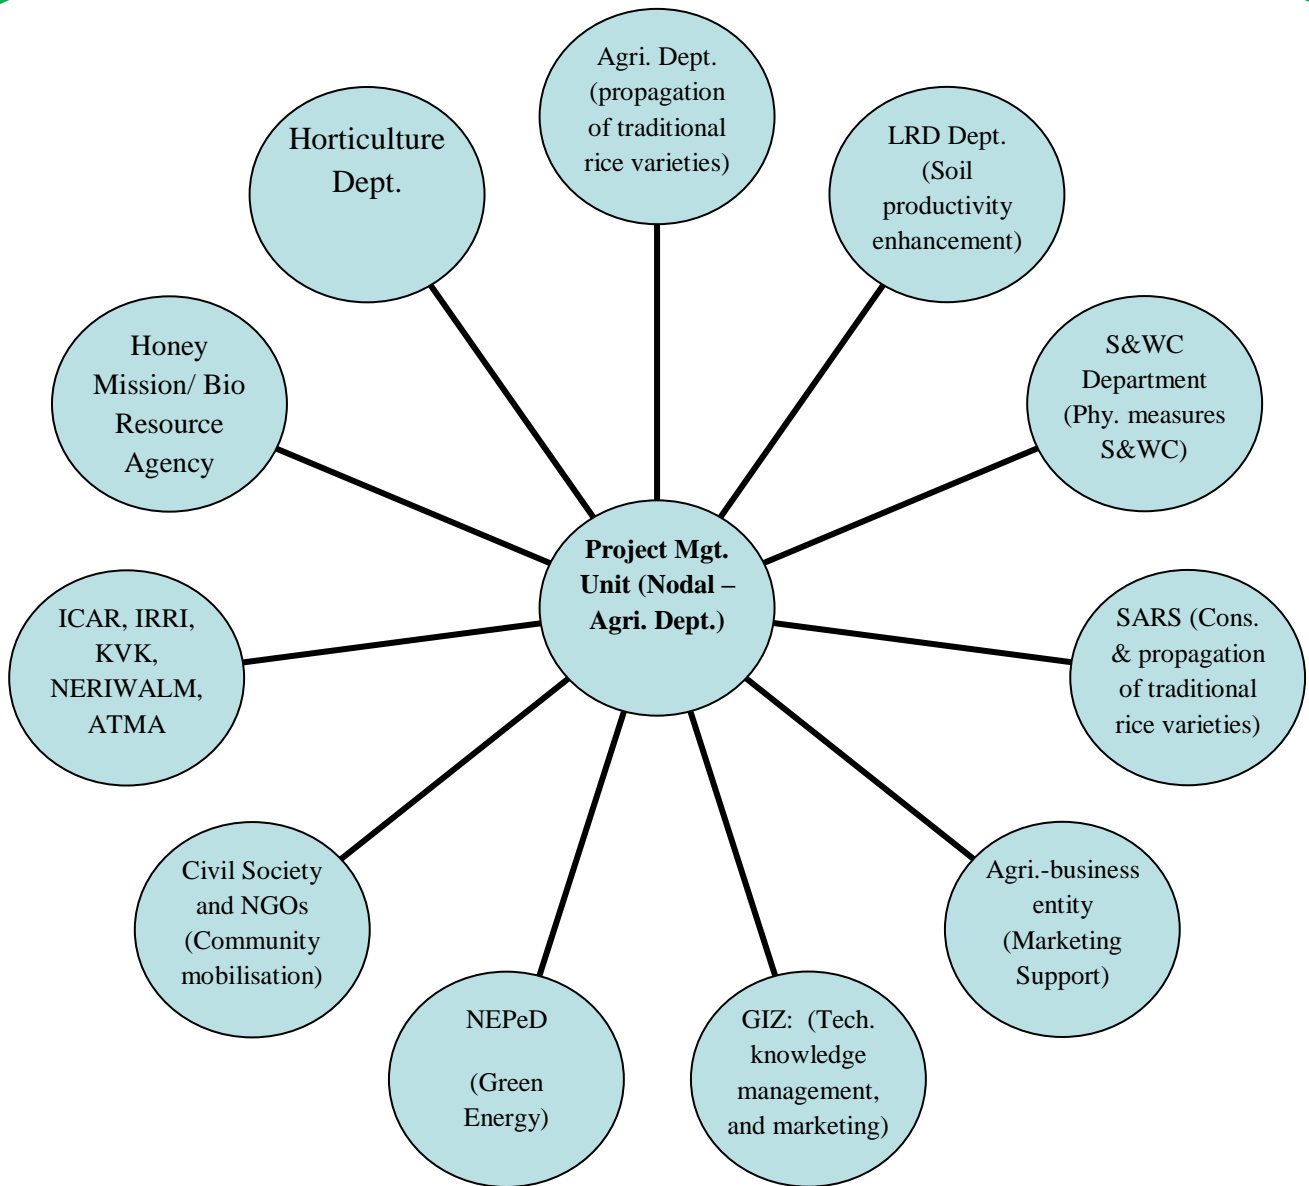 Agri. Dept.
(propagation
of traditional
rice varieties)
LRD Dept.
(Soil
productivity
enhancement)
S&WC
Department
(Phy. measures
S&WC)
SARS (Cons.
& propagation
of traditional
rice varieties)
Agri.-business
entity
(Marketing
Support)
GIZ: (Tech.
knowledge
management,
and marketing)
NEPeD
(Green
Energy)
Civil Society
and NGOs
(Community
mobilisation)
ICAR, IRRI,
KVK,
NERIWALM,
ATMA
Honey
Mission/ Bio
Resource
Agency
Horticulture
Dept.
Project Mgt.
Unit (Nodal –
Agri. Dept.)